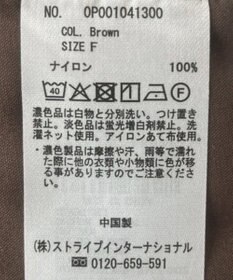 NO. 0P001041300
COL. Brown
SIZE F
ナイロン 100%
40 F
濃色品は白物と分別洗い。つけ置き
禁止。淡色品は蛍光増白剤禁止。洗
濯ネット使用。アイロンあて布使用。
・濃色製品は摩擦や汗、雨等で濡れ
た際に他の衣類や小物類に色が移
る事がありますのでご注意下さい。
中国製
(株)ストライプインターナショナル
☏ 0120-659-591